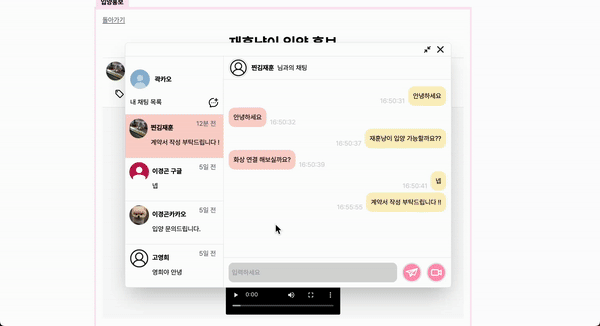 입양홍보
돌아가기
재훈냥이 입양 홍보
곽카오
내 채팅 목록
찐김재훈
12분 전
계약서 작성 부탁드립니다 !
이경곤 구글
5일 전
넵
이경곤카카오
5일 전
입양 문의드립니다.
고영희
5일 전
영희야 안녕
찐김재훈 님과의 채팅
16:50:31 안녕하세요
안녕하세요 16:50:32
16:50:37 재훈냥이 입양 가능할까요??
화상 연결 해보실까요? 16:50:39
16:50:41 넵
16:55:55 계약서 작성 부탁드립니다 !!
입력하세요
0:00